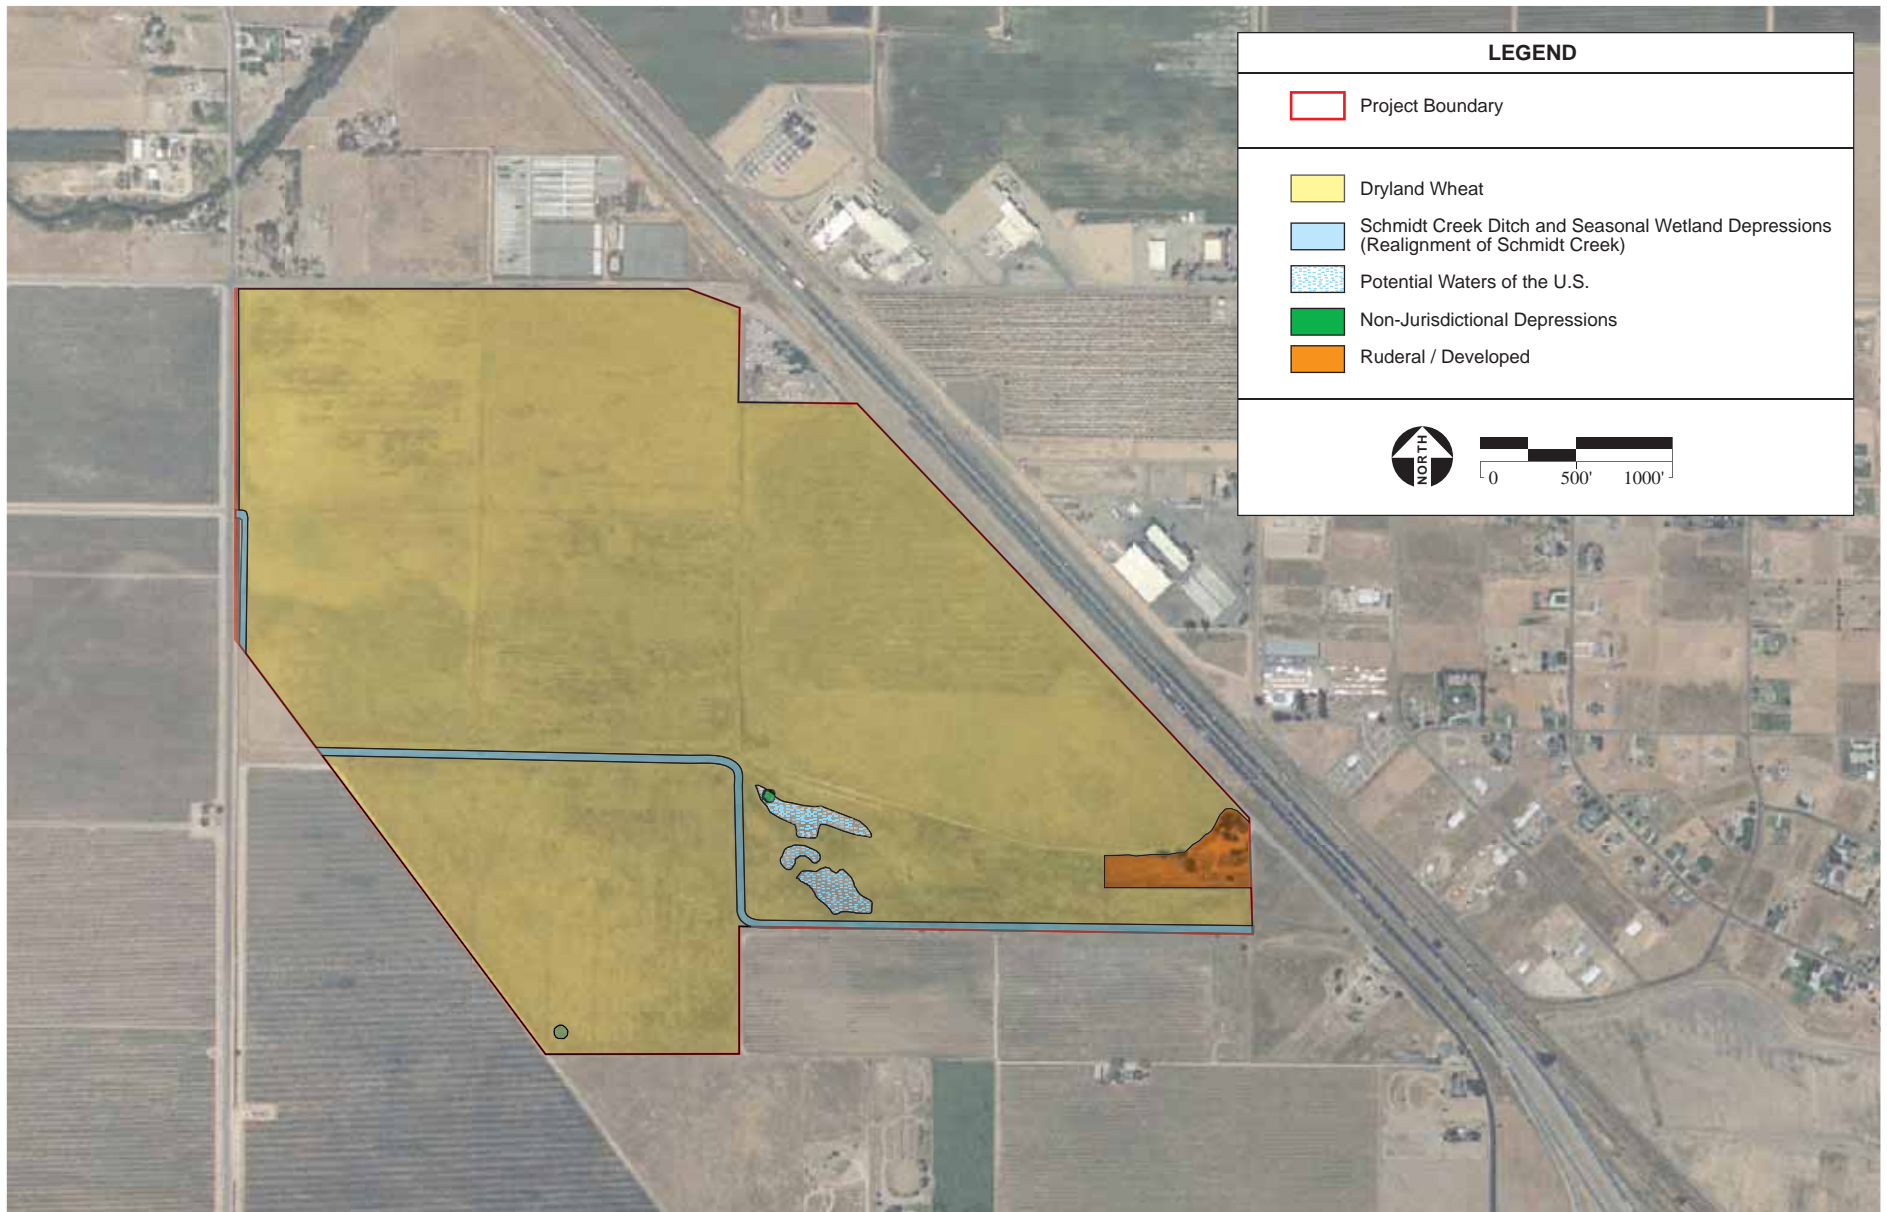 LEGEND
Project Boundary
Dryland Wheat
Schmidt Creek Ditch and Seasonal Wetland Depressions
(Realignment of Schmidt Creek)
Potential Waters of the U.S.
Non-Jurisdictional Depressions
Ruderal / Developed
NORTH
0 500' 1000'